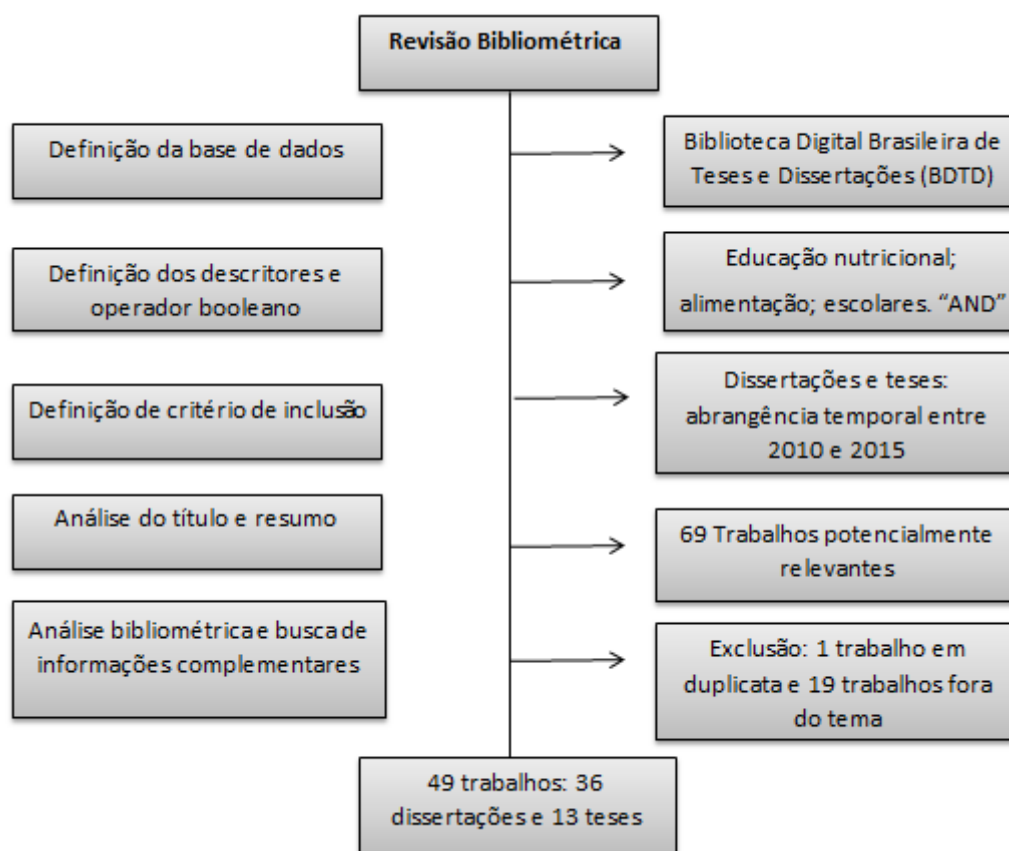 Revisão Bibliométrica
Definição da base de dados
Biblioteca Digital Brasileira de
Teses e Dissertações (BDTD)
Definição dos descritores e
operador booleano
Educação nutricional;
alimentação; escolares. “AND”
Definição de critério de inclusão
Dissertações e teses:
abrangência temporal entre
2010 e 2015
Análise do título e resumo
69 Trabalhos potencialmente
relevantes
Análise bibliométrica e busca de
informações complementares
Exclusão: 1 trabalho em
duplicata e 19 trabalhos fora
do tema
49 trabalhos: 36
dissertações e 13 teses